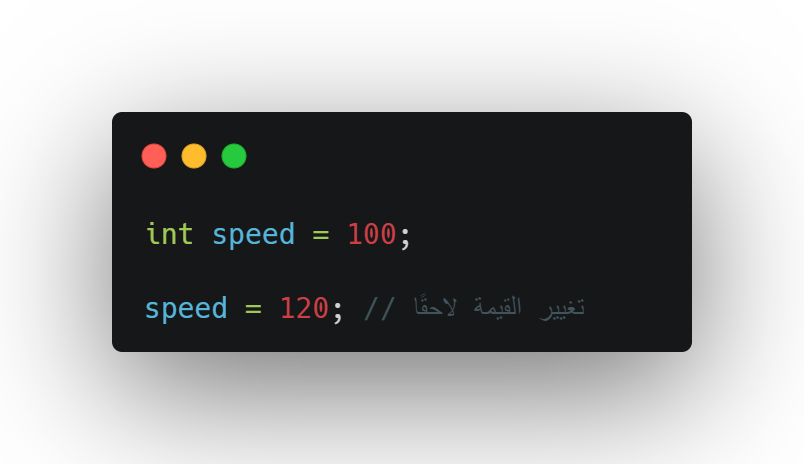 int speed = 100;
speed = 120; // تغيير القيمة لاحقًا